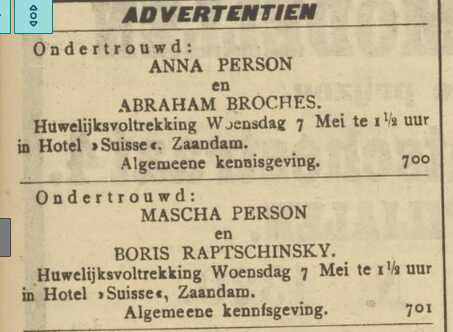 ADVERTENTIEN
Ondertrouwd:
ANNA PERSON
en
ABRAHAM BROCHES.
Huwelijksvoltrekking Woensdag 7 Mei te 1½ uur
in Hotel »Suisse«, Zaandam.
Algemeene kennisgeving. 700
Ondertrouwd:
MASCHA PERSON
en
BORIS RAPTSCHINSKY.
Huwelijksvoltrekking Woensdag 7 Mei te 1½ uur
in Hotel »Suisse«, Zaandam.
Algemeene kennfsgeving. 701